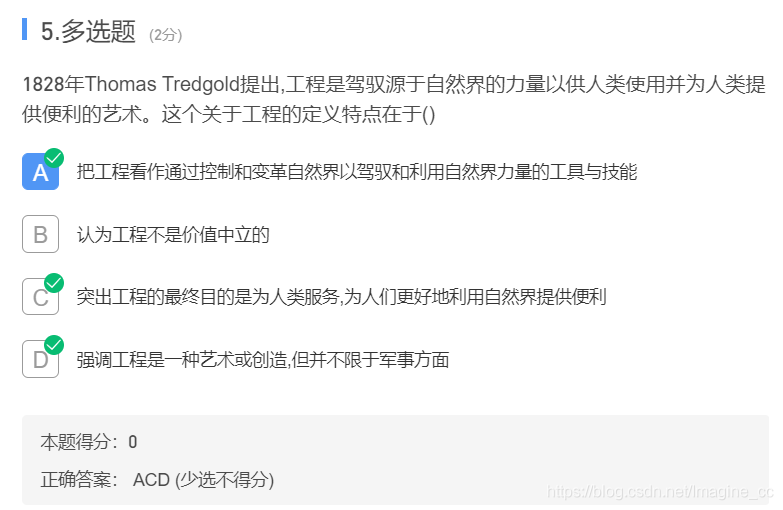 5.多选题 (2分)
1828年Thomas Tredgold提出,工程是驾驭源于自然界的力量以供人类使用并为人类提
供便利的艺术。这个关于工程的定义特点在于()
A 把工程看作通过控制和变革自然界以驾驭和利用自然界力量的工具与技能
B 认为工程不是价值中立的
C 突出工程的最终目的是为人类服务,为人们更好地利用自然界提供便利
D 强调工程是一种艺术或创造,但并不限于军事方面
本题得分: 0
正确答案: ACD (少选不得分)
https://blog.csdn.net/Imagine_cc